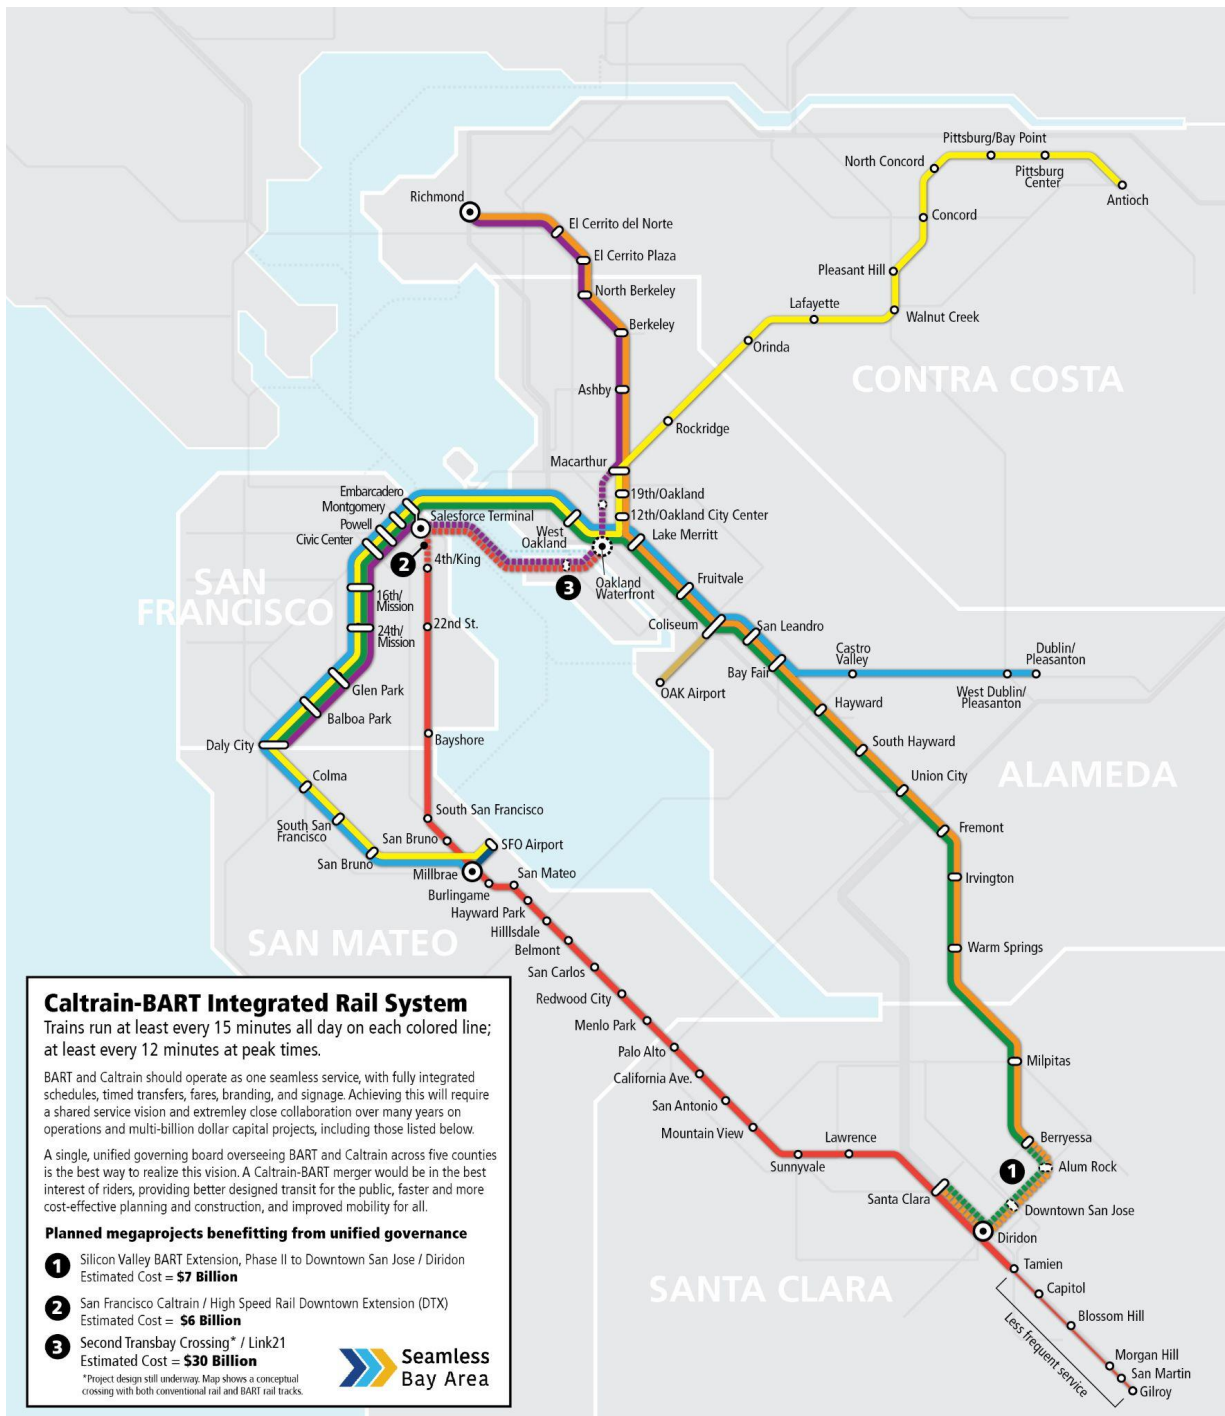 Pittsburg/Bay Point
North Concord
Pittsburg
Center
Antioch
Richmond
Concord
El Cerrito del Norte
El Cerrito Plaza
Pleasant Hill
North Berkeley
Lafayette
Walnut Creek
Berkeley
Orinda
CONTRA COSTA
Ashby
Rockridge
Macarthur
Embarcadero
19th/Oakland
Montgomery
Salesforce Terminal
12th/Oakland City Center
Powell
West
Oakland
Lake Merritt
Civic Center
2
4th/King
3
Oakland
Waterfront
Fruitvale
SAN
FRANCISCO
16th/
Mission
22nd St.
Coliseum
San Leandro
24th/
Mission
Castro
Valley
Dublin/
Pleasanton
Bay Fair
Glen Park
OAK Airport
West Dublin/
Pleasanton
Hayward
Balboa Park
Daly City
Bayshore
South Hayward
Colma
Union City
ALAMEDA
South San Francisco
South San
Francisco
Fremont
San Bruno
SFO Airport
San Bruno
Millbrae
San Mateo
Irvington
Burlingame
Hayward Park
Hilllsdale
SAN MATEO
Belmont
Warm Springs
San Carlos
Redwood City
Menlo Park
Palo Alto
Milpitas
California Ave.
San Antonio
Mountain View
Lawrence
Berryessa
Sunnyvale
1
Alum Rock
Santa Clara
Downtown San Jose
Diridon
Tamien
SANTA CLARA
Capitol
Blossom Hill
Less frequent service
Morgan Hill
San Martin
Gilroy
Caltrain-BART Integrated Rail System
Trains run at least every 15 minutes all day on each colored line;
at least every 12 minutes at peak times.
BART and Caltrain should operate as one seamless service, with fully integrated
schedules, timed transfers, fares, branding, and signage. Achieving this will require
a shared service vision and extremley close collaboration over many years on
operations and multi-billion dollar capital projects, including those listed below.
A single, unified governing board overseeing BART and Caltrain across five counties
is the best way to realize this vision. A Caltrain-BART merger would be in the best
interest of riders, providing better designed transit for the public, faster and more
cost-effective planning and construction, and improved mobility for all.
Planned megaprojects benefitting from unified governance
1 Silicon Valley BART Extension, Phase II to Downtown San Jose / Diridon
Estimated Cost = $7 Billion
2 San Francisco Caltrain / High Speed Rail Downtown Extension (DTX)
Estimated Cost = $6 Billion
3 Second Transbay Crossing* / Link21
Estimated Cost = $30 Billion
*Project design still underway. Map shows a conceptual
crossing with both conventional rail and BART rail tracks.
Seamless
Bay Area